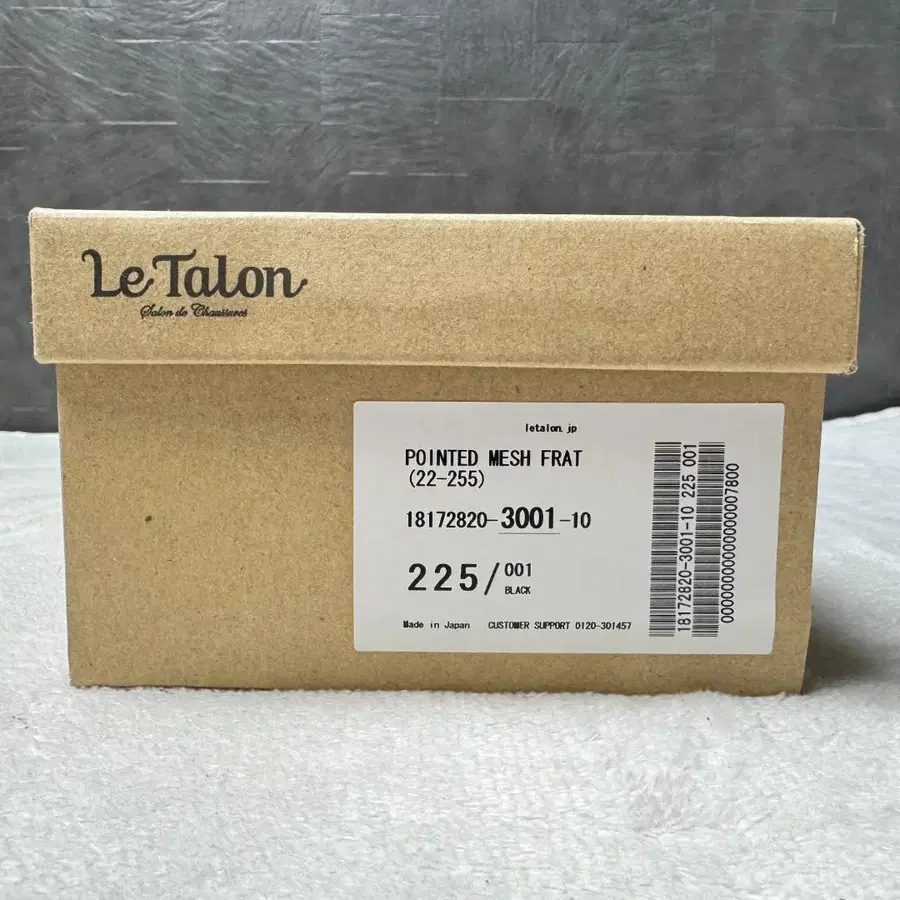 Le Talon
Salon de Chaussures
letalon.jp
POINTED MESH FRAT
(22-255)
18172820-3001-10
225/001
BLACK
Made in Japan CUSTOMER SUPPORT 0120-301457
18172820-3001-10 225 001